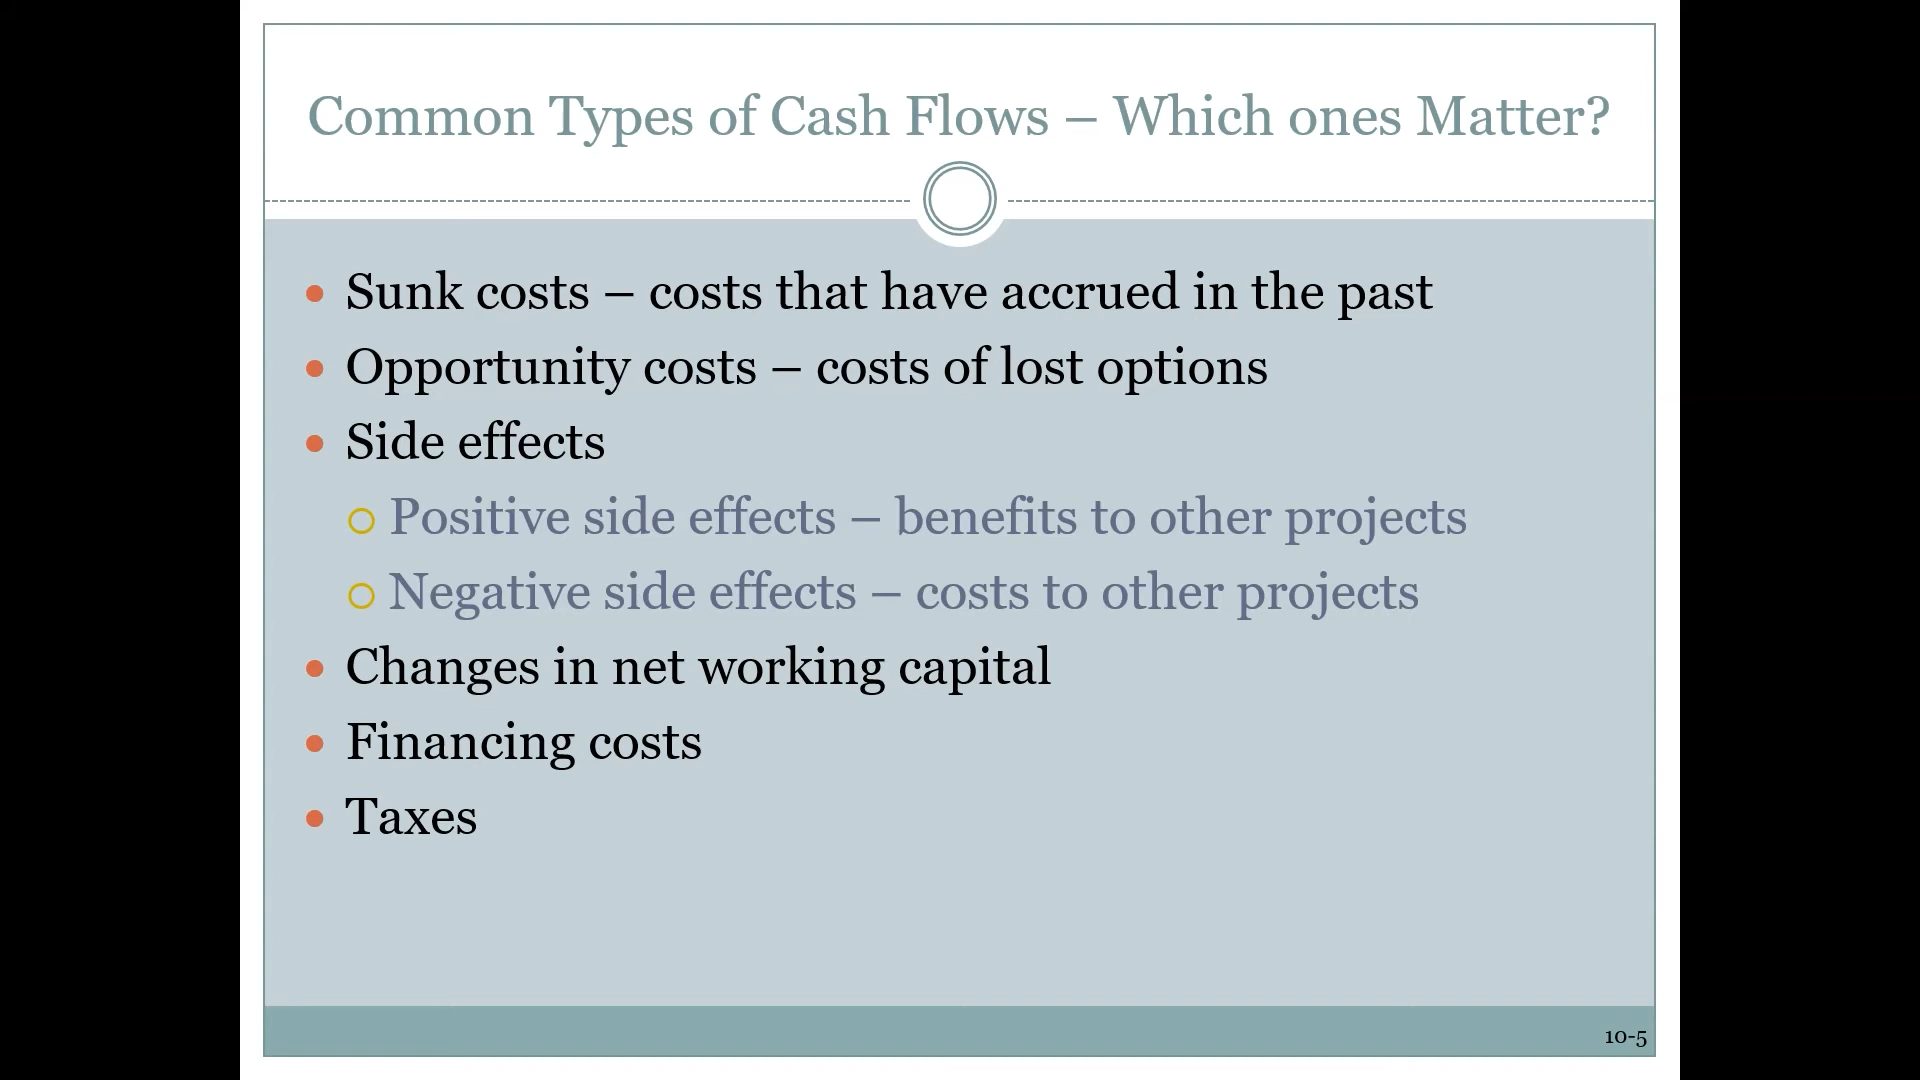 Common Types of Cash Flows – Which ones Matter?
• Sunk costs – costs that have accrued in the past
• Opportunity costs – costs of lost options
• Side effects
○ Positive side effects – benefits to other projects
○ Negative side effects – costs to other projects
• Changes in net working capital
• Financing costs
• Taxes
10-5